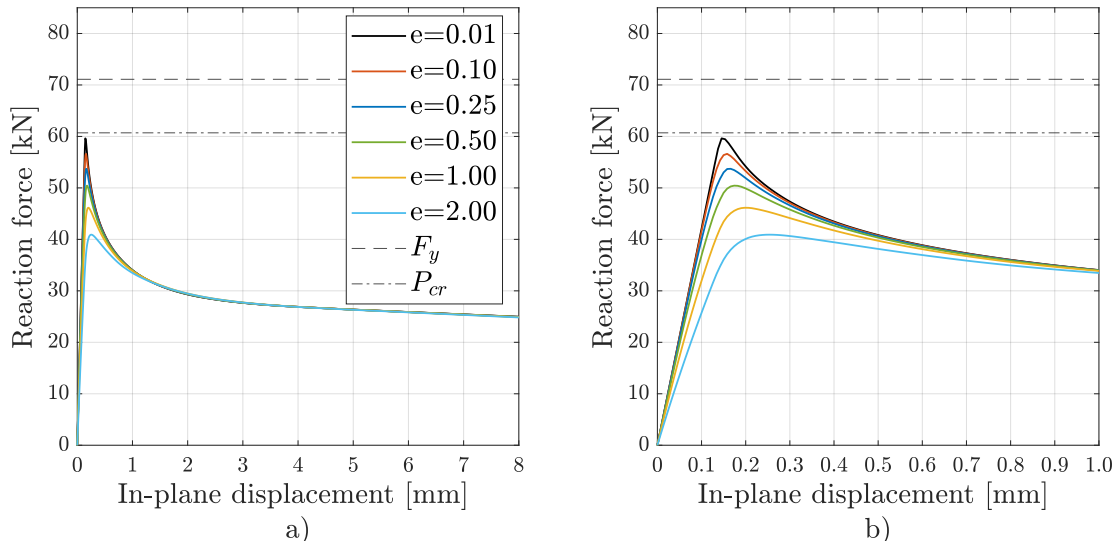 Reaction force [kN]
80
70
60
50
40
30
20
10
0
0 1 2 3 4 5 6 7 8
In-plane displacement [mm]
a)
e=0.01
e=0.10
e=0.25
e=0.50
e=1.00
e=2.00
F_y
P_cr
Reaction force [kN]
80
70
60
50
40
30
20
10
0
0 0.1 0.2 0.3 0.4 0.5 0.6 0.7 0.8 0.9 1.0
In-plane displacement [mm]
b)